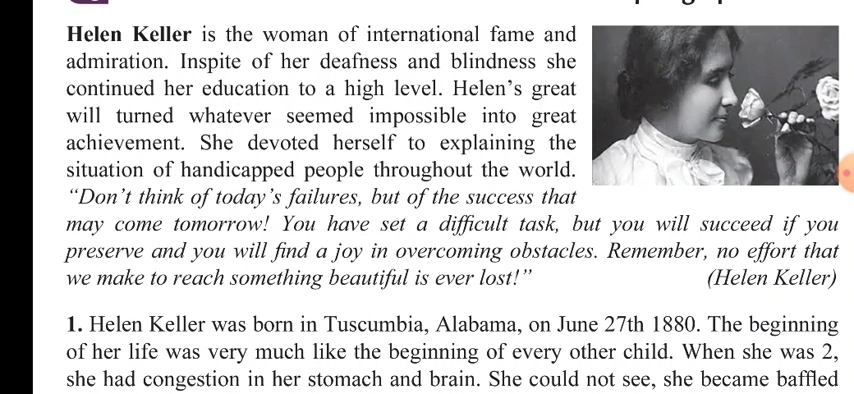 Helen Keller is the woman of international fame and
admiration. Inspite of her deafness and blindness she
continued her education to a high level. Helen's great
will turned whatever seemed impossible into great
achievement. She devoted herself to explaining the
situation of handicapped people throughout the world.
"Don't think of today's failures, but of the success that
may come tomorrow! You have set a difficult task, but you will succeed if you
preserve and you will find a joy in overcoming obstacles. Remember, no effort that
we make to reach something beautiful is ever lost!" (Helen Keller)
1. Helen Keller was born in Tuscumbia, Alabama, on June 27th 1880. The beginning
of her life was very much like the beginning of every other child. When she was 2,
she had congestion in her stomach and brain. She could not see, she became baffled